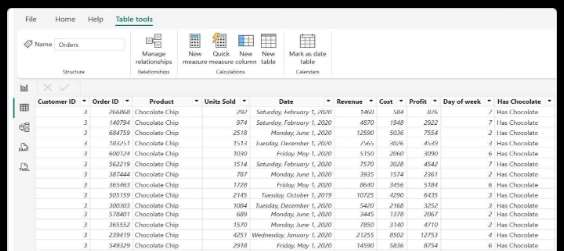 File Home Help Table tools
Name Orders
Manage relationships
New measure
Quick measure
New column
New table
Mark as date table
Structure Relationships Calculations Calendars
Customer ID Order ID Product Units Sold Date Revenue Cost Profit Day of week Has Chocolate
3 266868 Chocolate Chip 292 Saturday, February 1, 2020 1460 584 876 7 Has Chocolate
3 140794 Chocolate Chip 974 Saturday, February 1, 2020 4870 1948 2922 7 Has Chocolate
3 684759 Chocolate Chip 2518 Monday, June 1, 2020 12590 5036 7554 2 Has Chocolate
3 183251 Chocolate Chip 1513 Tuesday, December 1, 2020 7565 3026 4539 3 Has Chocolate
3 600124 Chocolate Chip 1030 Friday, May 1, 2020 5150 2060 3090 6 Has Chocolate
3 562219 Chocolate Chip 1514 Saturday, February 1, 2020 7570 3028 4542 7 Has Chocolate
3 387444 Chocolate Chip 787 Monday, June 1, 2020 3935 1574 2361 2 Has Chocolate
3 365463 Chocolate Chip 1728 Friday, May 1, 2020 8640 3456 5184 6 Has Chocolate
3 505159 Chocolate Chip 2145 Tuesday, October 1, 2019 10725 4290 6435 3 Has Chocolate
3 300303 Chocolate Chip 1084 Tuesday, December 1, 2020 5420 2168 3252 3 Has Chocolate
3 578401 Chocolate Chip 689 Monday, June 1, 2020 3445 1378 2067 2 Has Chocolate
3 365552 Chocolate Chip 1570 Monday, June 1, 2020 7850 3140 4710 2 Has Chocolate
3 239419 Chocolate Chip 4251 Wednesday, January 1, 2020 21255 8502 12753 4 Has Chocolate
3 549329 Chocolate Chip 2918 Friday, May 1, 2020 14590 5836 8754 6 Has Chocolate